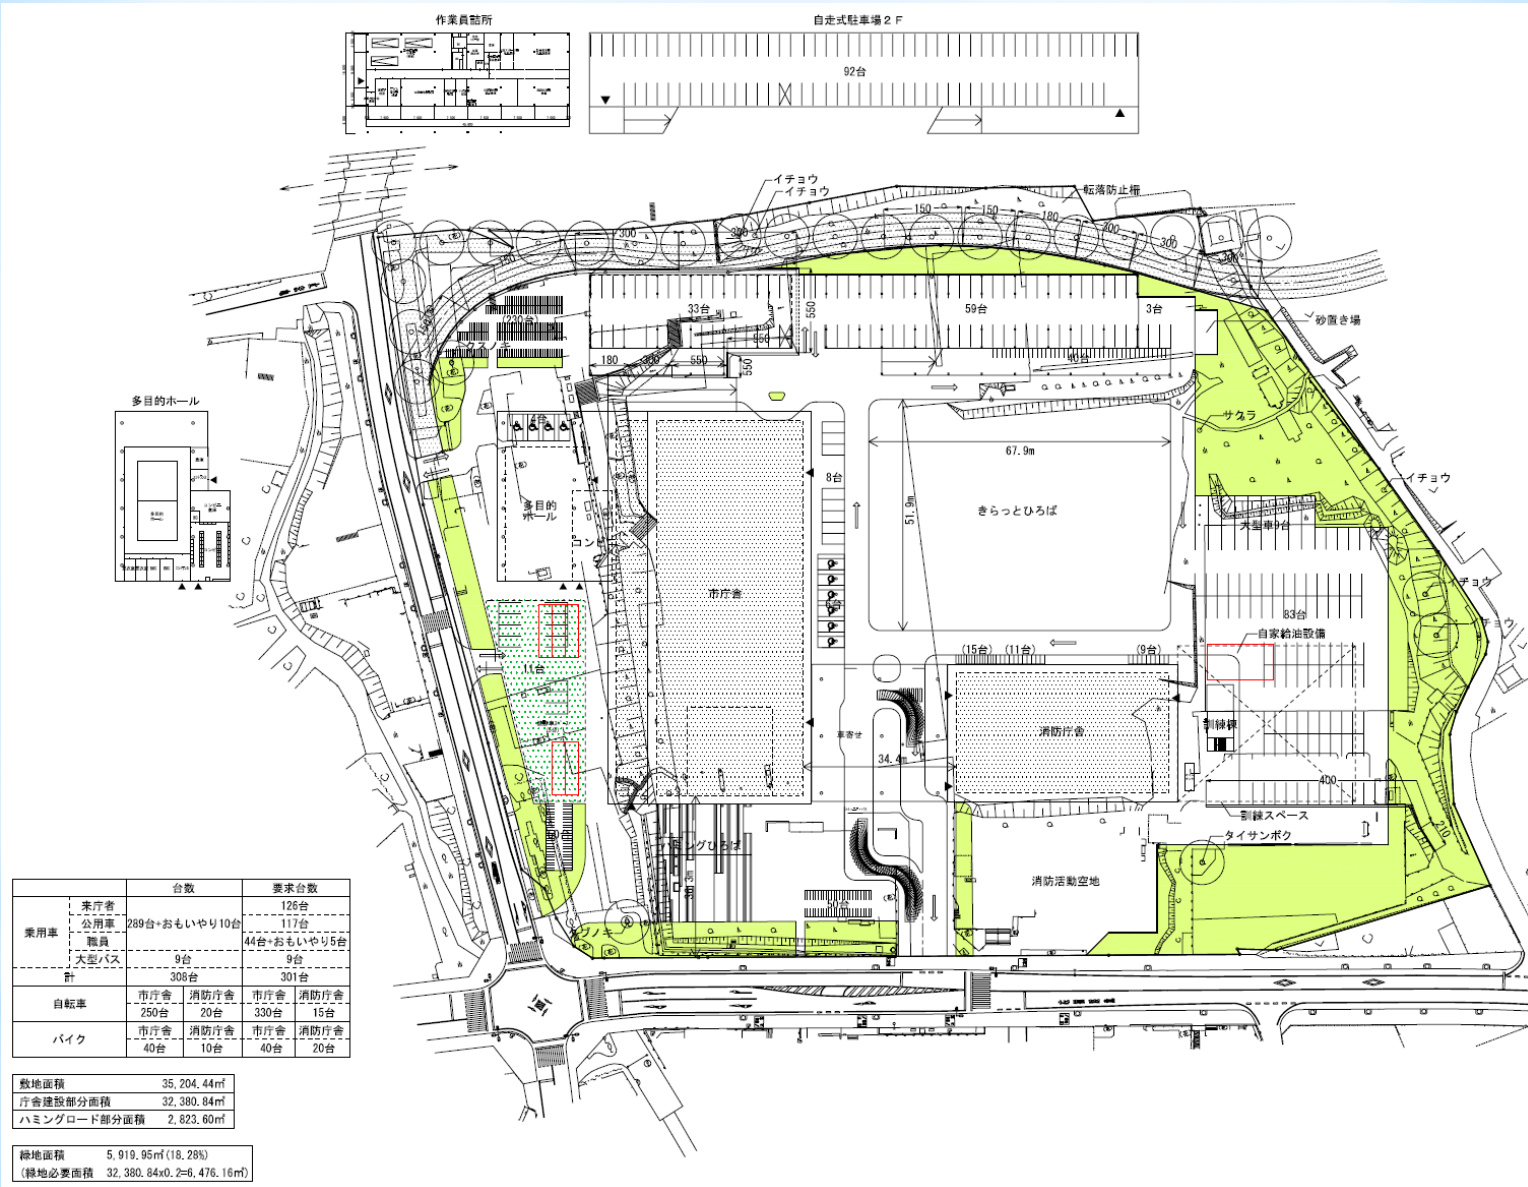 作業員詰所
自走式駐車場２Ｆ
92台
イチョウ
イチョウ
転落防止柵
150
150
180
300
300
300
300
300
150
(230台)
クスノキ
33台
59台
3台
550
550
砂置き場
180
300
550
550
40台
多目的ホール
サクラ
4台
67.9m
51.9m
きらっとひろば
8台
イチョウ
多目的
ホール
コンビニ
大型車9台
市庁舎
イチョウ
83台
イチョウ
自家給油設備
(15台)
(11台)
(9台)
11台
訓練棟
消防庁舎
車寄せ
34.4m
400
訓練スペース
210
タイサンボク
ハミングひろば
消防活動空地
50台
クスノキ
台数
要求台数
乗用車
来庁者
126台
公用車
289台+おもいやり10台
117台
職員
44台+おもいやり5台
大型バス
9台
9台
計
308台
301台
自転車
市庁舎
消防庁舎
市庁舎
消防庁舎
250台
20台
330台
15台
バイク
市庁舎
消防庁舎
市庁舎
消防庁舎
40台
10台
40台
20台
敷地面積 35,204.44㎡
庁舎建設部分面積 32,380.84㎡
ハミングロード部分面積 2,823.60㎡
緑地面積 5,919.95㎡(18.28%)
(緑地必要面積 32,380.84x0.2=6,476.16㎡)